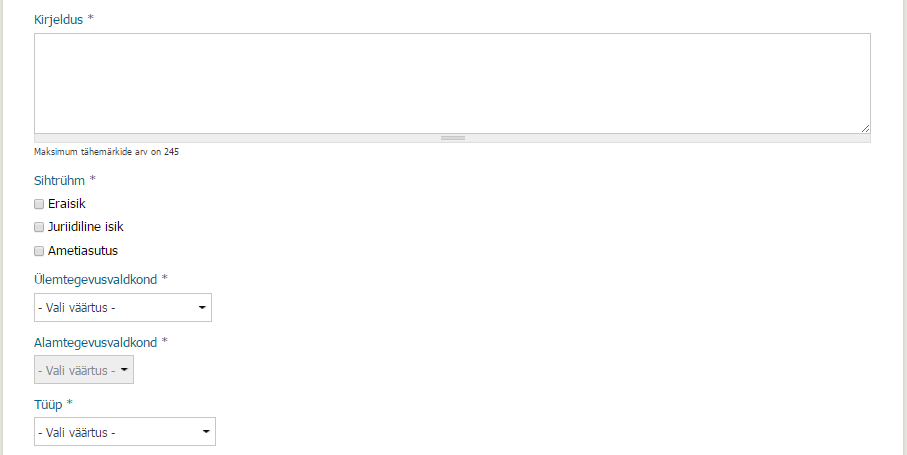 Kirjeldus *
Maksimum tähemärkide arv on 245
Sihtrühm *
Eraisik
Juriidiline isik
Ametiasutus
Ülemtegevusvaldkond *
- Vali väärtus -
Alamtegevusvaldkond *
- Vali väärtus -
Tüüp *
- Vali väärtus -